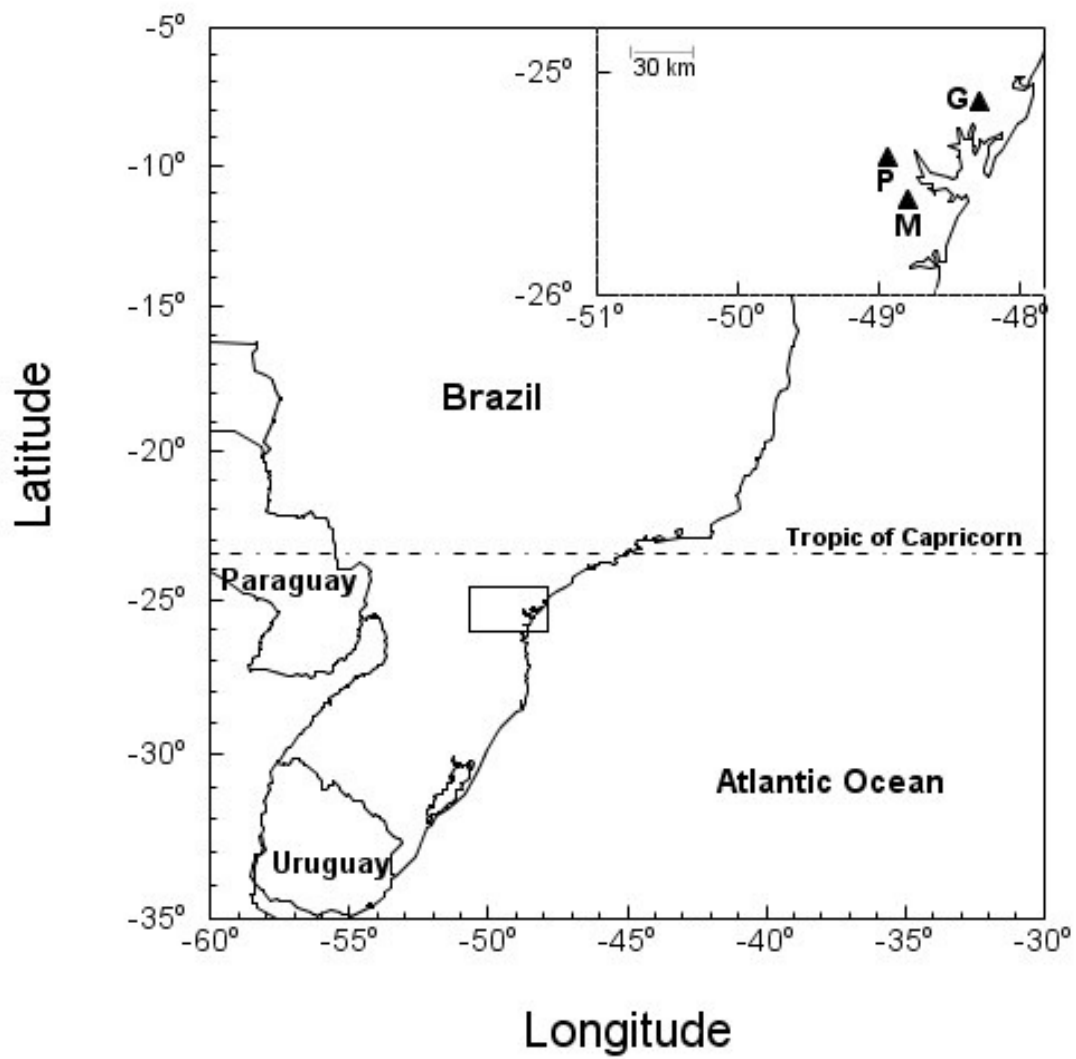 -5º
-25º
30 km
G
-10º
P
M
-15º
-26º
-51º -50º -49º -48º
Latitude
Brazil
-20º
Tropic of Capricorn
Paraguay
-25º
-30º
Atlantic Ocean
Uruguay
-35º
-60º -55º -50º -45º -40º -35º -30º
Longitude